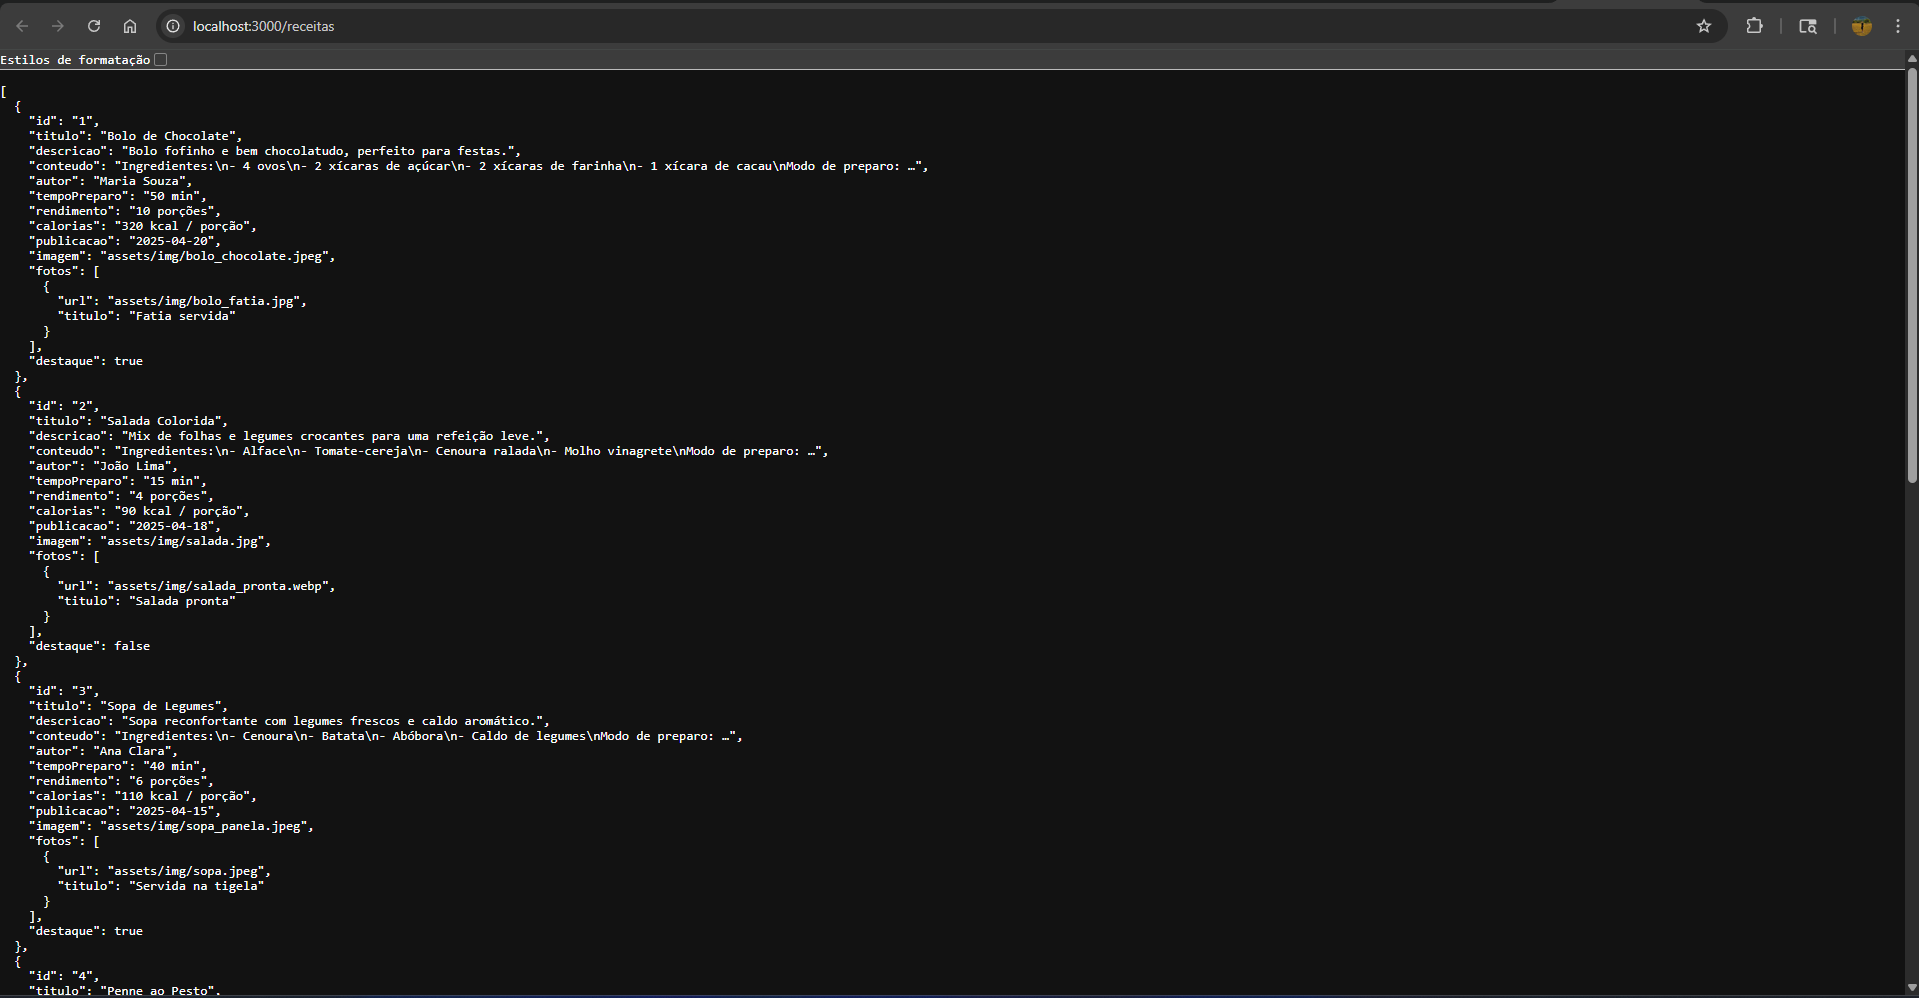 localhost:3000/receitas
Estilos de formatação
[
  {
    "id": "1",
    "titulo": "Bolo de Chocolate",
    "descricao": "Bolo fofinho e bem chocolatudo, perfeito para festas.",
    "conteudo": "Ingredientes:\n- 4 ovos\n- 2 xícaras de açúcar\n- 2 xícaras de farinha\n- 1 xícara de cacau\nModo de preparo: …",
    "autor": "Maria Souza",
    "tempoPreparo": "50 min",
    "rendimento": "10 porções",
    "calorias": "320 kcal / porção",
    "publicacao": "2025-04-20",
    "imagem": "assets/img/bolo_chocolate.jpeg",
    "fotos": [
      {
        "url": "assets/img/bolo_fatia.jpg",
        "titulo": "Fatia servida"
      }
    ],
    "destaque": true
  },
  {
    "id": "2",
    "titulo": "Salada Colorida",
    "descricao": "Mix de folhas e legumes crocantes para uma refeição leve.",
    "conteudo": "Ingredientes:\n- Alface\n- Tomate-cereja\n- Cenoura ralada\n- Molho vinagrete\nModo de preparo: …",
    "autor": "João Lima",
    "tempoPreparo": "15 min",
    "rendimento": "4 porções",
    "calorias": "90 kcal / porção",
    "publicacao": "2025-04-18",
    "imagem": "assets/img/salada.jpg",
    "fotos": [
      {
        "url": "assets/img/salada_pronta.webp",
        "titulo": "Salada pronta"
      }
    ],
    "destaque": false
  },
  {
    "id": "3",
    "titulo": "Sopa de Legumes",
    "descricao": "Sopa reconfortante com legumes frescos e caldo aromático.",
    "conteudo": "Ingredientes:\n- Cenoura\n- Batata\n- Abóbora\n- Caldo de legumes\nModo de preparo: …",
    "autor": "Ana Clara",
    "tempoPreparo": "40 min",
    "rendimento": "6 porções",
    "calorias": "110 kcal / porção",
    "publicacao": "2025-04-15",
    "imagem": "assets/img/sopa_panela.jpeg",
    "fotos": [
      {
        "url": "assets/img/sopa.jpeg",
        "titulo": "Servida na tigela"
      }
    ],
    "destaque": true
  },
  {
    "id": "4",
    "titulo": "Penne ao Pesto",